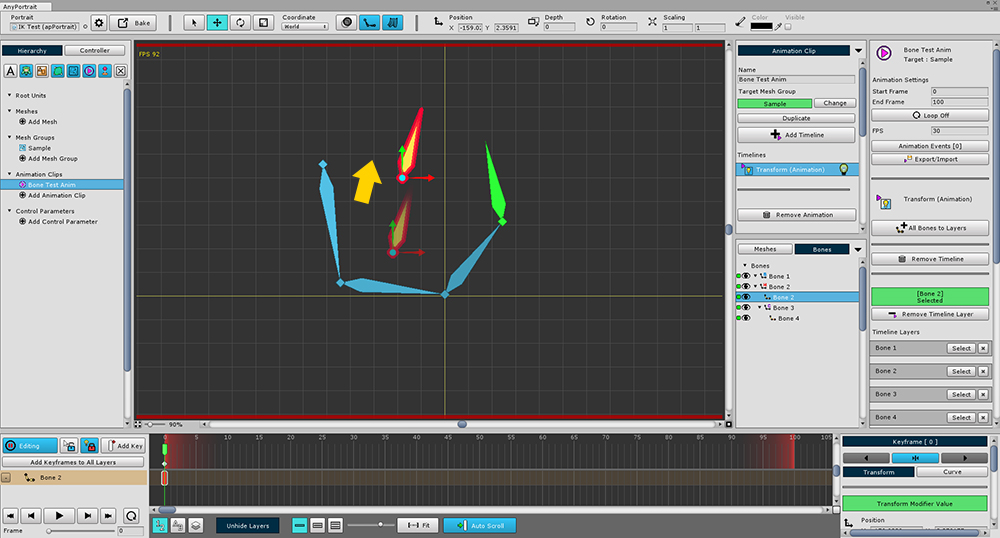 AnyPortrait
Portrait
IK Test (apPortrait)
Bake
Coordinate
World
Position
-159.0 2.3591
Depth
0
Rotation
0
Scaling
1 1
Color
Visible
Hierarchy
Controller
Root Units
Meshes
Add Mesh
Mesh Groups
Sample
Add Mesh Group
Animation Clips
Bone Test Anim
Add Animation Clip
Control Parameters
Add Control Parameter
FPS 92
90%
Animation Clip
Name
Bone Test Anim
Target Mesh Group
Sample
Change
Duplicate
Add Timeline
Timelines
Transform (Animation)
Remove Animation
Meshes
Bones
Bones
Bone 1
Bone 2
Bone 2
Bone 3
Bone 4
Bone Test Anim
Target : Sample
Animation Settings
Start Frame 0
End Frame 100
Loop Off
FPS 30
Animation Events [0]
Export/Import
Transform (Animation)
All Bones to Layers
Remove Timeline
[Bone 2]
Selected
Remove Timeline Layer
Timeline Layers
Bone 1 Select
Bone 2 Select
Bone 3 Select
Bone 4 Select
Editing
Add Key
Add Keyframes to All Layers
Bone 2
Frame 0
0 5 10 15 20 25 30 35 40 45 50 55 60 65 70 75 80 85 90 95 100 105
Unhide Layers
Fit
Auto Scroll
Keyframe [ 0 ]
Transform
Curve
Transform Modifier Value
Position